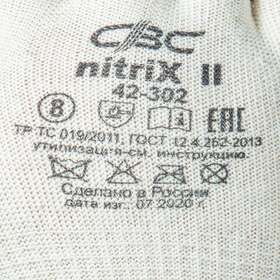 СВС
nitriX II
42-302
8 EAC
ТР ТС 019/2011, ГОСТ 12.4.252-2013
утилизация-см. инструкцию.
Сделано в России
дата изг. 07.2020 г.